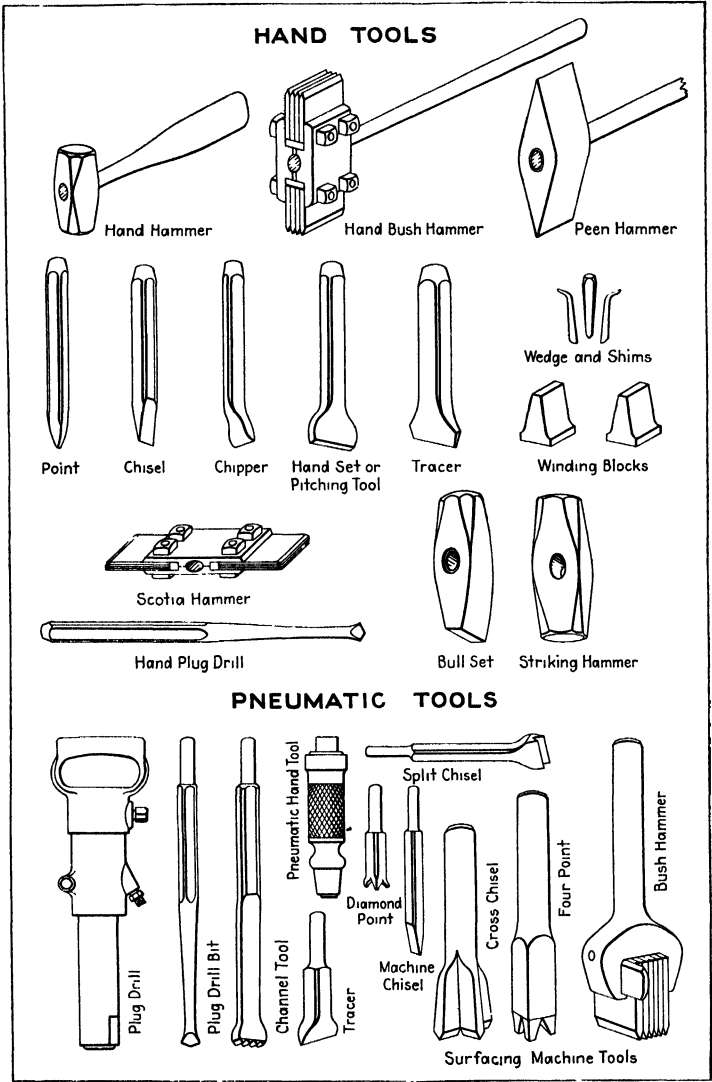 HAND TOOLS
Hand Hammer
Hand Bush Hammer
Peen Hammer
Wedge and Shims
Point
Chisel
Chipper
Hand Set or
Pitching Tool
Tracer
Winding Blocks
Scotia Hammer
Hand Plug Drill
Bull Set
Striking Hammer
PNEUMATIC TOOLS
Plug Drill
Plug Drill Bit
Channel Tool
Pneumatic Hand Tool
Tracer
Split Chisel
Diamond
Point
Machine
Chisel
Cross Chisel
Four Point
Bush Hammer
Surfacing Machine Tools